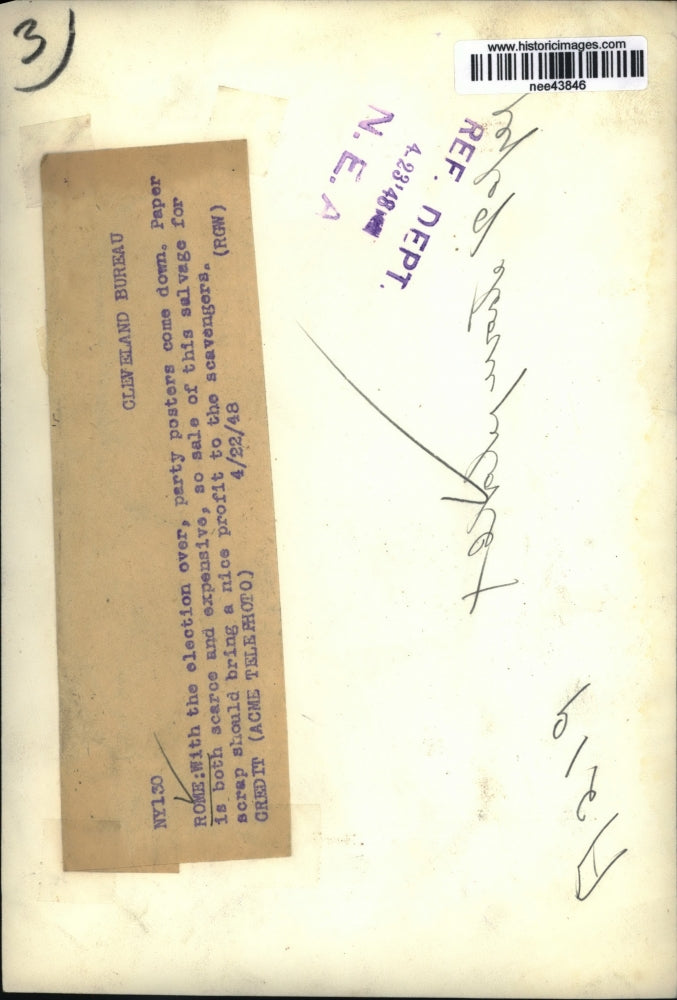 3)
www.historicimages.com
nee43846
REF. DEPT.
4-23'48
N. E. A
CLEVELAND BUREAU
NY130
ROME:With the election over, party posters come down. Paper
is both scarce and expensive, so sale of this salvage for
scrap should bring a nice profit to the scavengers. (RGW)
CREDIT (ACME TELEPHOTO) 4/22/48